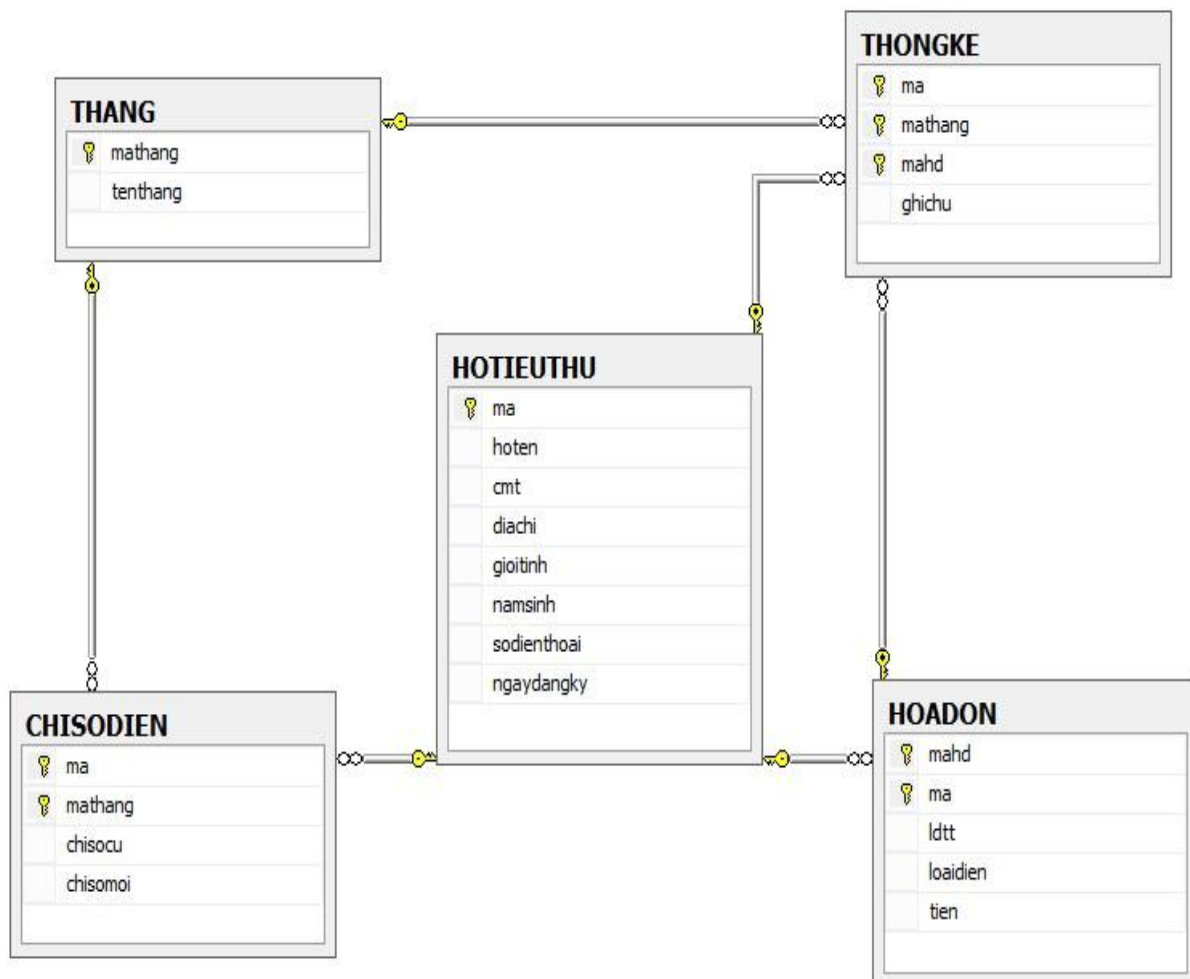 THANG
mathang
tenthang
THONGKE
ma
mathang
mahd
ghichu
HOTIEUTHU
ma
hoten
cmt
diachi
gioitinh
namsinh
sodienthoai
ngaydangky
CHISODIEN
ma
mathang
chisocu
chisomoi
HOADON
mahd
ma
ldtt
loaidien
tien